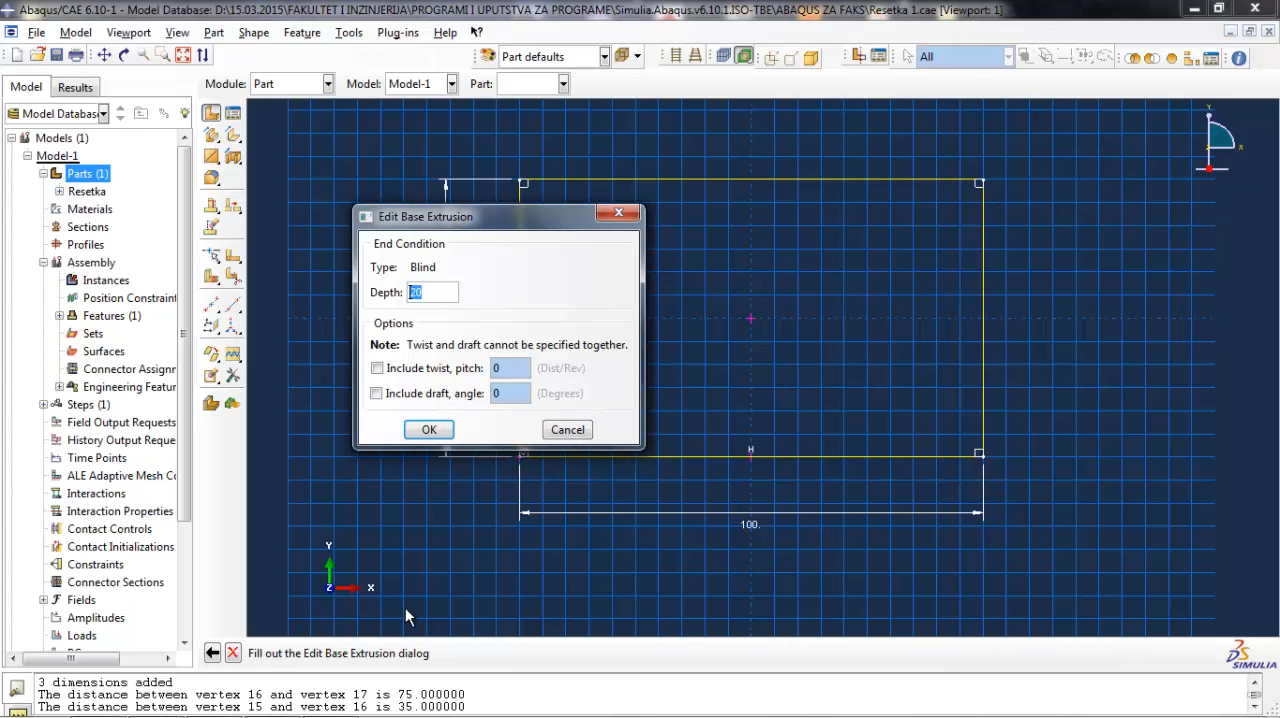 Abaqus/CAE 6.10-1 - Model Database: D:\15.03.2015\FAKULTET I INZINJERIJA\PROGRAMI I UPUTSTVA ZA PROGRAME\Simulia.Abaqus.v6.10.1.ISO-TBE\ABAQUS ZA FAKS\Resetka 1.cae [Viewport: 1]
File Model Viewport View Part Shape Feature Tools Plug-ins Help
Part defaults All
Model Results Module: Part Model: Model-1 Part:
Model Databas
Models (1)
Model-1
Parts (1)
Resetka
Materials
Sections
Profiles
Assembly
Instances
Position Constraint
Features (1)
Sets
Surfaces
Connector Assignm
Engineering Featur
Steps (1)
Field Output Requests
History Output Reque
Time Points
ALE Adaptive Mesh Co
Interactions
Interaction Properties
Contact Controls
Contact Initializations
Constraints
Connector Sections
Fields
Amplitudes
Loads
Y
X
Edit Base Extrusion
End Condition
Type: Blind
Depth: 20
Options
Note: Twist and draft cannot be specified together.
Include twist, pitch: 0 (Dist/Rev)
Include draft, angle: 0 (Degrees)
OK Cancel
H
100.
Y
Z X
Fill out the Edit Base Extrusion dialog
SIMULIA
3 dimensions added
The distance between vertex 16 and vertex 17 is 75.000000
The distance between vertex 15 and vertex 16 is 35.000000